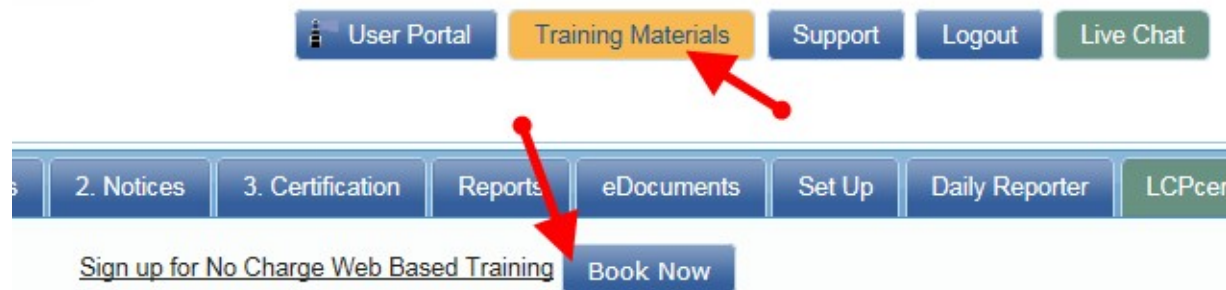 User Portal Training Materials Support Logout Live Chat
s 2. Notices 3. Certification Reports eDocuments Set Up Daily Reporter LCPcer
Sign up for No Charge Web Based Training Book Now